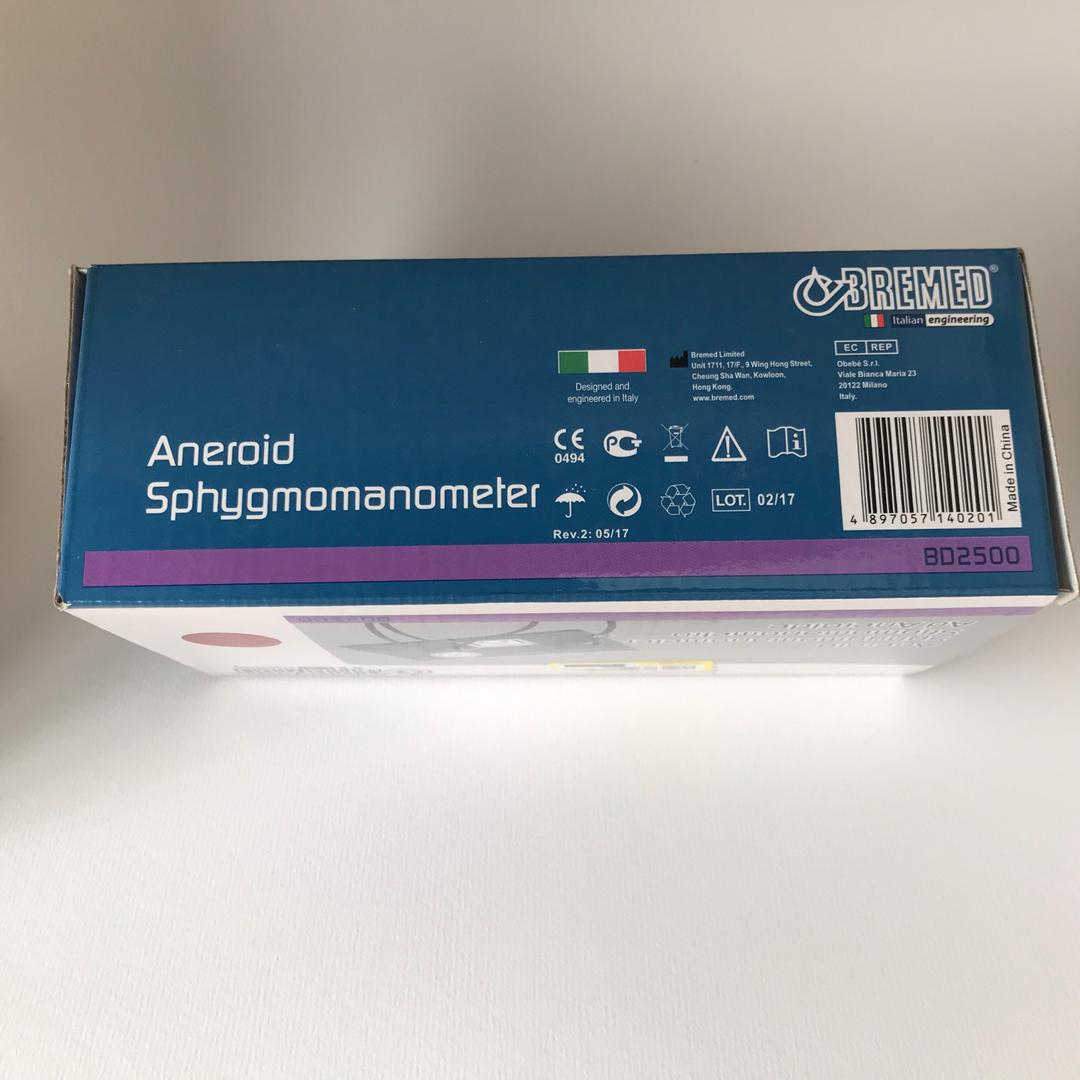 BREMED®
Italian engineering
Designed and
engineered in Italy
Bremed Limited
Unit 1711, 17/F., 9 Wing Hong Street,
Cheung Sha Wan, Kowloon,
Hong Kong.
www.bremed.com
EC REP
Obebé S.r.l.
Viale Bianca Maria 23
20122 Milano
Italy.
Aneroid
Sphygmomanometer
CE
0494
РСТ
LOT. 02/17
Rev.2: 05/17
4 897057 140201
Made in China
BD2500